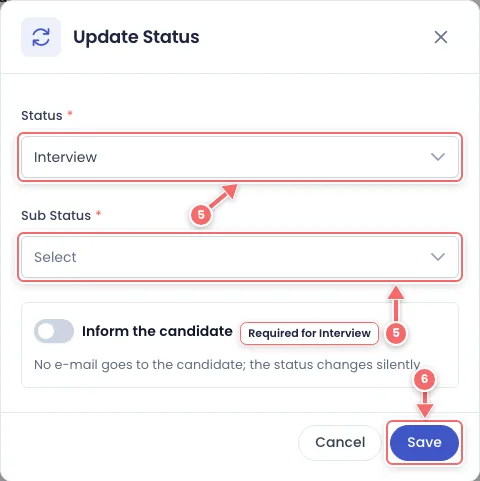 Update Status
Status *
Interview
5
Sub Status *
Select
Inform the candidate Required for Interview 5
No e-mail goes to the candidate; the status changes silently
6
Cancel Save